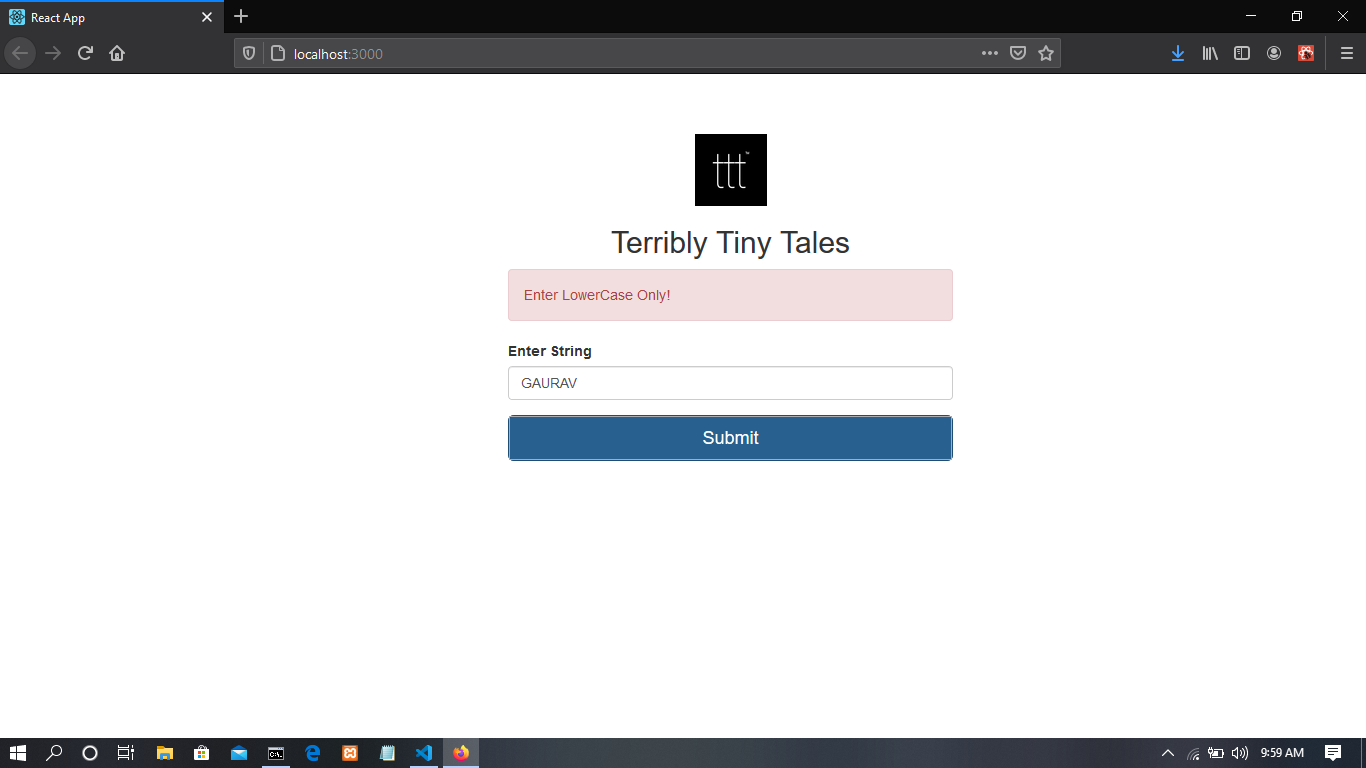 React App
localhost:3000
ttt
Terribly Tiny Tales
Enter LowerCase Only!
Enter String
GAURAV
Submit
9:59 AM